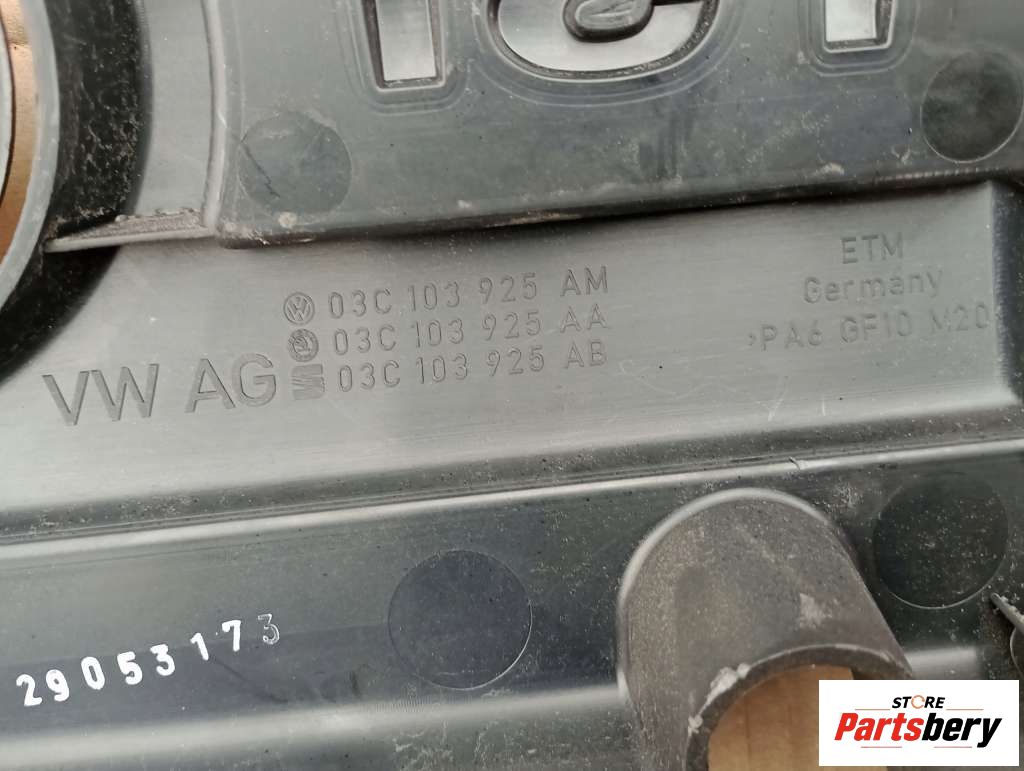 ETM
Germany
>PA6 GF10 M20
03C 103 925 AM
03C 103 925 AA
03C 103 925 AB
VW AG
29053173
STORE
Partsbery